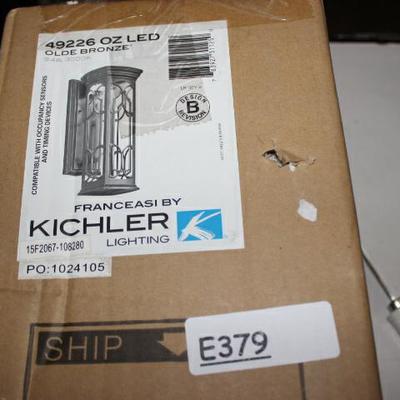 49226 OZ LED
OLDE BRONZE
COMPATIBLE WITH OCCUPANCY SENSORS
AND TIMING DEVICES
DESIGN
B
REVISION
FRANCEASI BY
KICHLER
LIGHTING
15F2067-108280
PO:1024105
SHIP
E379